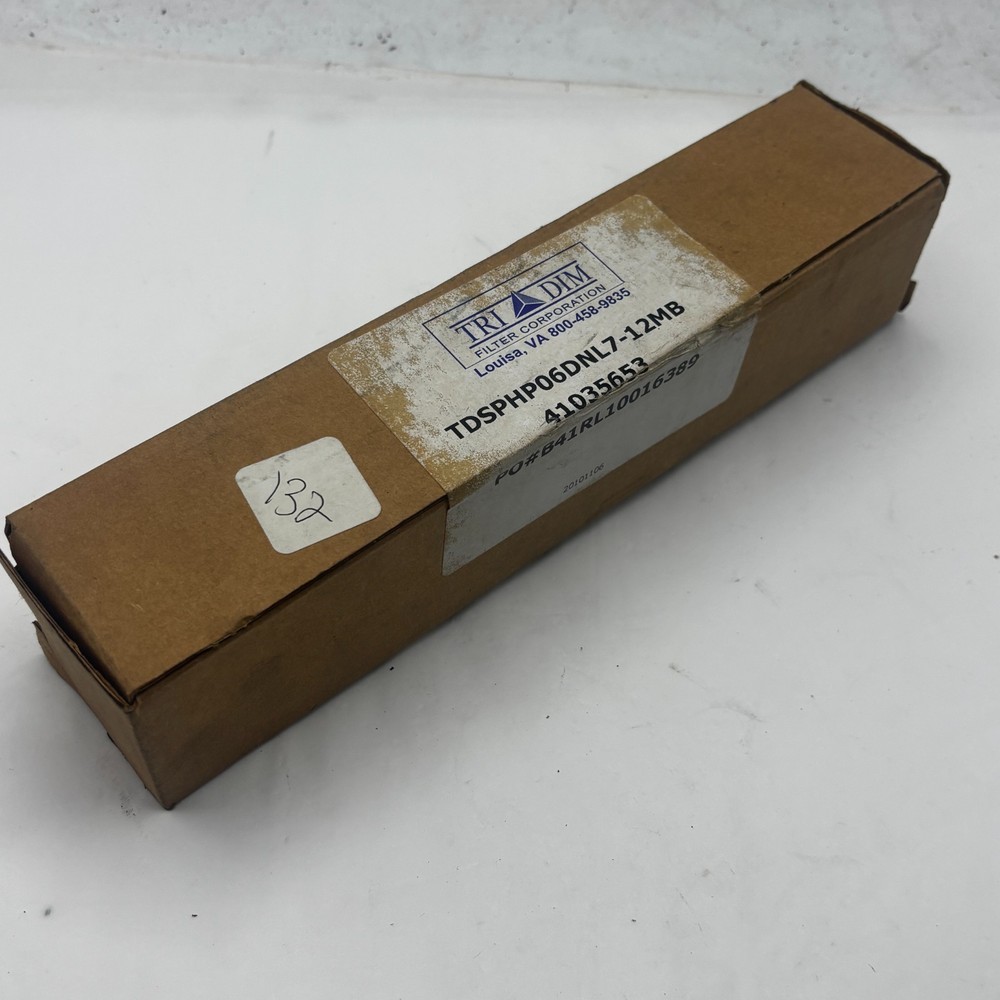 TRI DIM
FILTER CORPORATION
Louisa, VA 800-458-9835
TDSPHP06DNL7-12MB
41035653
PO#B41RL10016389
20101106
132